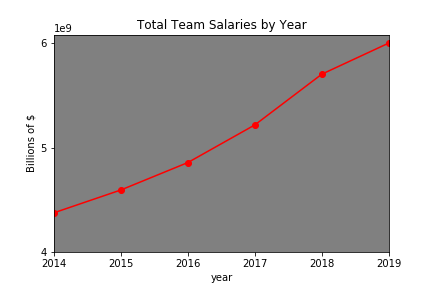 Total Team Salaries by Year
1e9
6
5
4
Billions of $
2014 2015 2016 2017 2018 2019
year